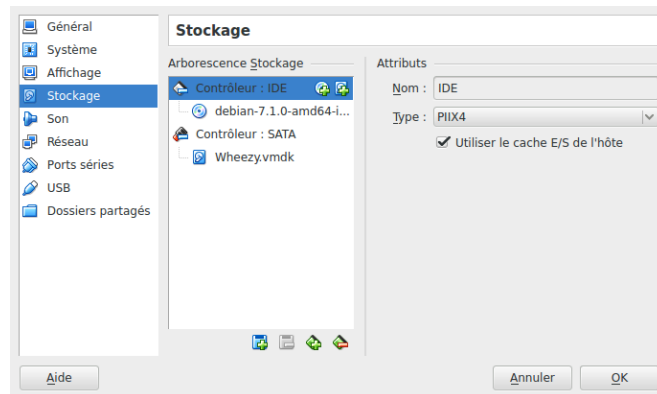 Général
Système
Affichage
Stockage
Son
Réseau
Ports séries
USB
Dossiers partagés
Stockage
Arborescence Stockage
Contrôleur : IDE
debian-7.1.0-amd64-i...
Contrôleur : SATA
Wheezy.vmdk
Attributs
Nom : IDE
Type : PIIX4
Utiliser le cache E/S de l'hôte
Aide
Annuler
OK